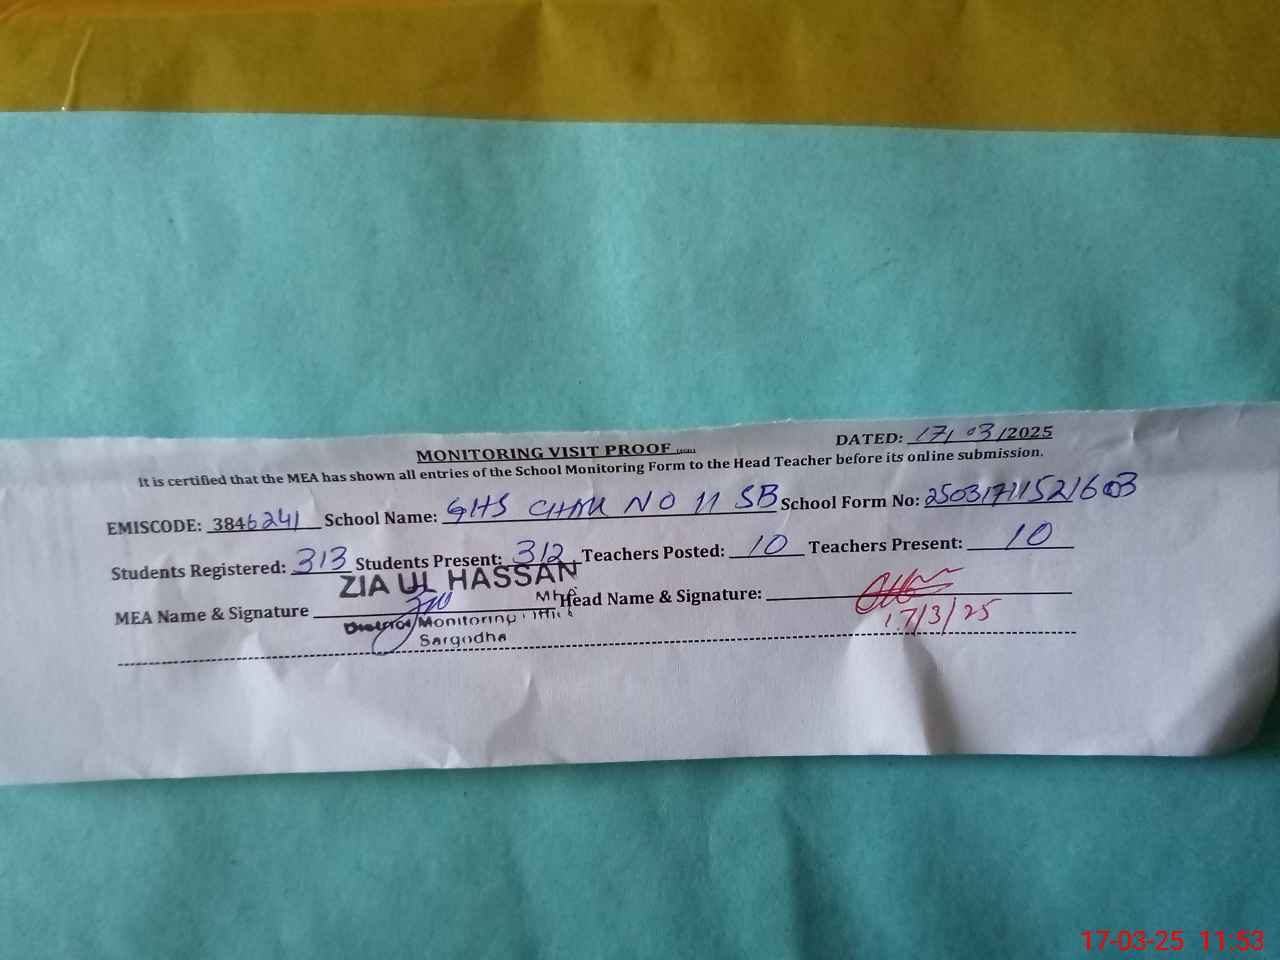 MONITORING VISIT PROOF
DATED: 17/03/2025
It is certified that the MEA has shown all entries of the School Monitoring Form to the Head Teacher before its online submission.
EMISCODE: 3846241 School Name: GHS CHAK NO 11 SB School Form No:
Students Registered: 313 Students Present: 312 Teachers Posted: 10 Teachers Present: 10
ZIA UL HASSAN
MEA Name & Signature Head Name & Signature:
District Monitoring
17/3/25
Sargodha
17-03-25 11:53